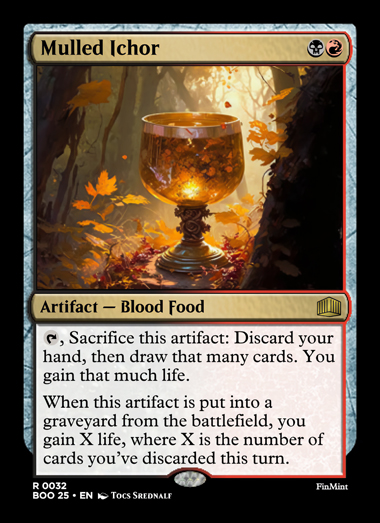 Mulled Ichor
Artifact — Blood Food
, Sacrifice this artifact: Discard your
hand, then draw that many cards. You
gain that much life.
When this artifact is put into a
graveyard from the battlefield, you
gain X life, where X is the number of
cards you've discarded this turn.
R 0032
BOO 25 • EN Tocs Srednalf
FinMint